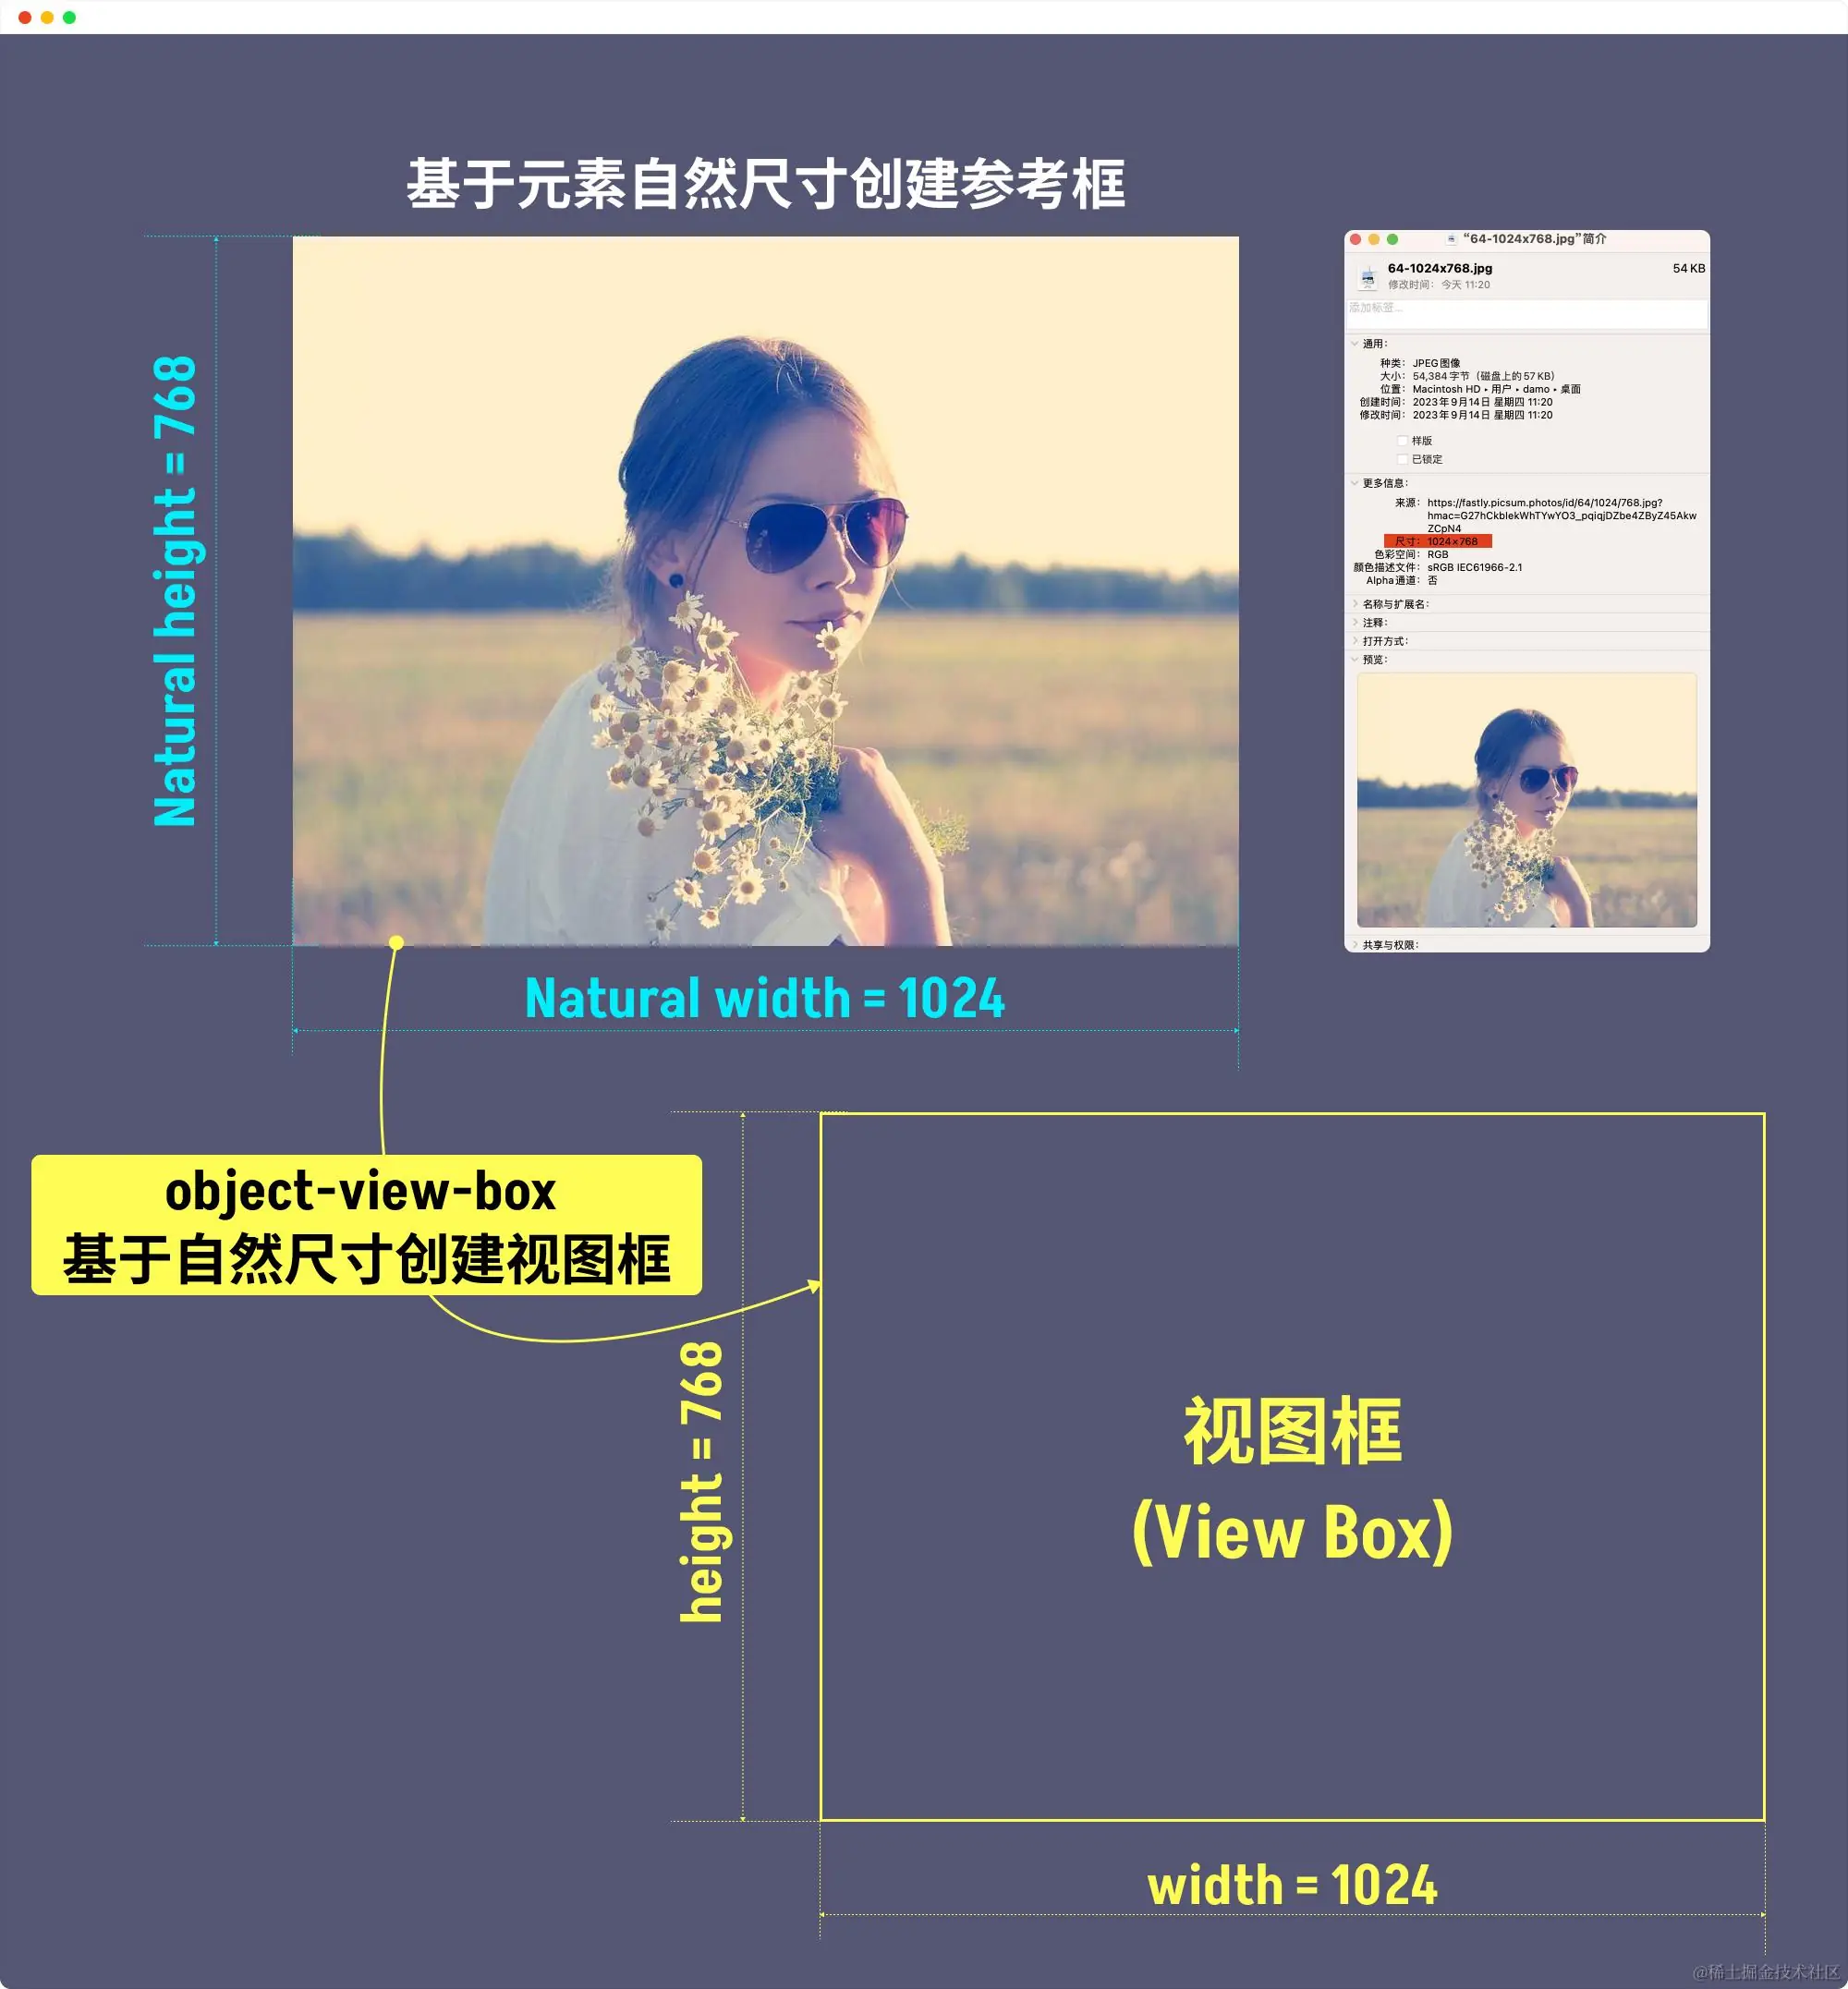 基于元素自然尺寸创建参考框
Natural height = 768
Natural width = 1024
“64-1024x768.jpg”简介
64-1024x768.jpg
54 KB
修改时间：今天 11:20
添加标签...
通用：
种类：JPEG图像
大小：54,384字节（磁盘上的57 KB）
位置：Macintosh HD • 用户 • damo • 桌面
创建时间：2023年9月14日 星期四 11:20
修改时间：2023年9月14日 星期四 11:20
样版
已锁定
更多信息：
来源：https://fastly.picsum.photos/id/64/1024/768.jpg?
hmac=G27hCkbIekWhTYwYO3_pqiqjDZbe4ZByZ45Akw
ZCpN4
尺寸：1024×768
色彩空间：RGB
颜色描述文件：sRGB IEC61966-2.1
Alpha通道：否
名称与扩展名：
注释：
打开方式：
预览：
共享与权限：
object-view-box
基于自然尺寸创建视图框
height = 768
视图框
(View Box)
width = 1024
@稀土掘金技术社区